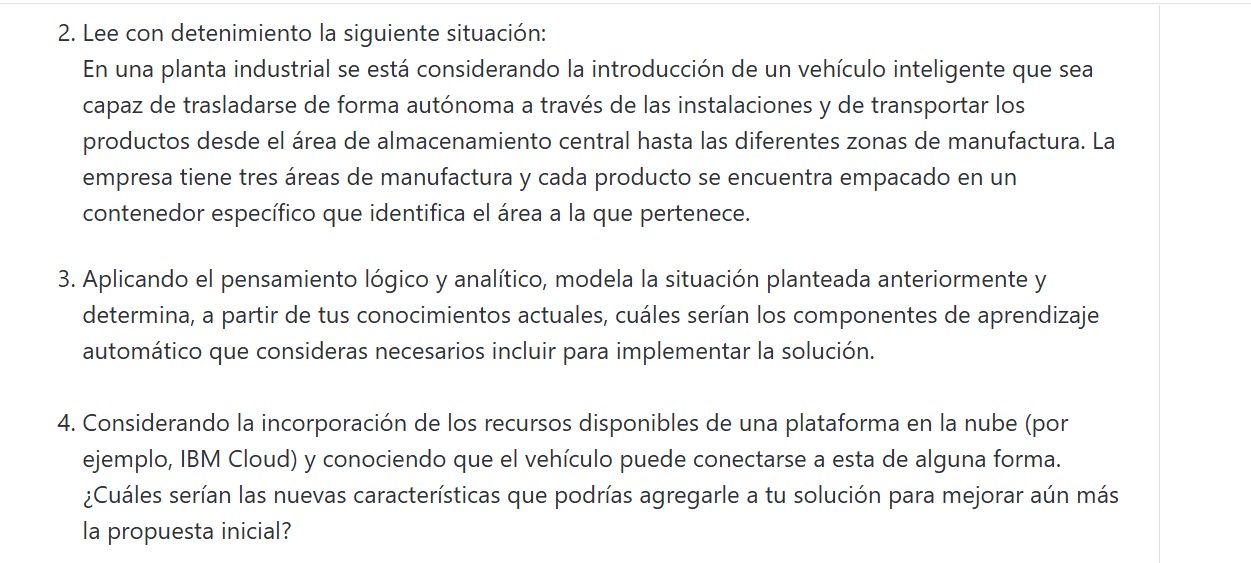 2. Lee con detenimiento la siguiente situación:
En una planta industrial se está considerando la introducción de un vehículo inteligente que sea
capaz de trasladarse de forma autónoma a través de las instalaciones y de transportar los
productos desde el área de almacenamiento central hasta las diferentes zonas de manufactura. La
empresa tiene tres áreas de manufactura y cada producto se encuentra empacado en un
contenedor específico que identifica el área a la que pertenece.
3. Aplicando el pensamiento lógico y analítico, modela la situación planteada anteriormente y
determina, a partir de tus conocimientos actuales, cuáles serían los componentes de aprendizaje
automático que consideras necesarios incluir para implementar la solución.
4. Considerando la incorporación de los recursos disponibles de una plataforma en la nube (por
ejemplo, IBM Cloud) y conociendo que el vehículo puede conectarse a esta de alguna forma.
¿Cuáles serían las nuevas características que podrías agregarle a tu solución para mejorar aún más
la propuesta inicial?